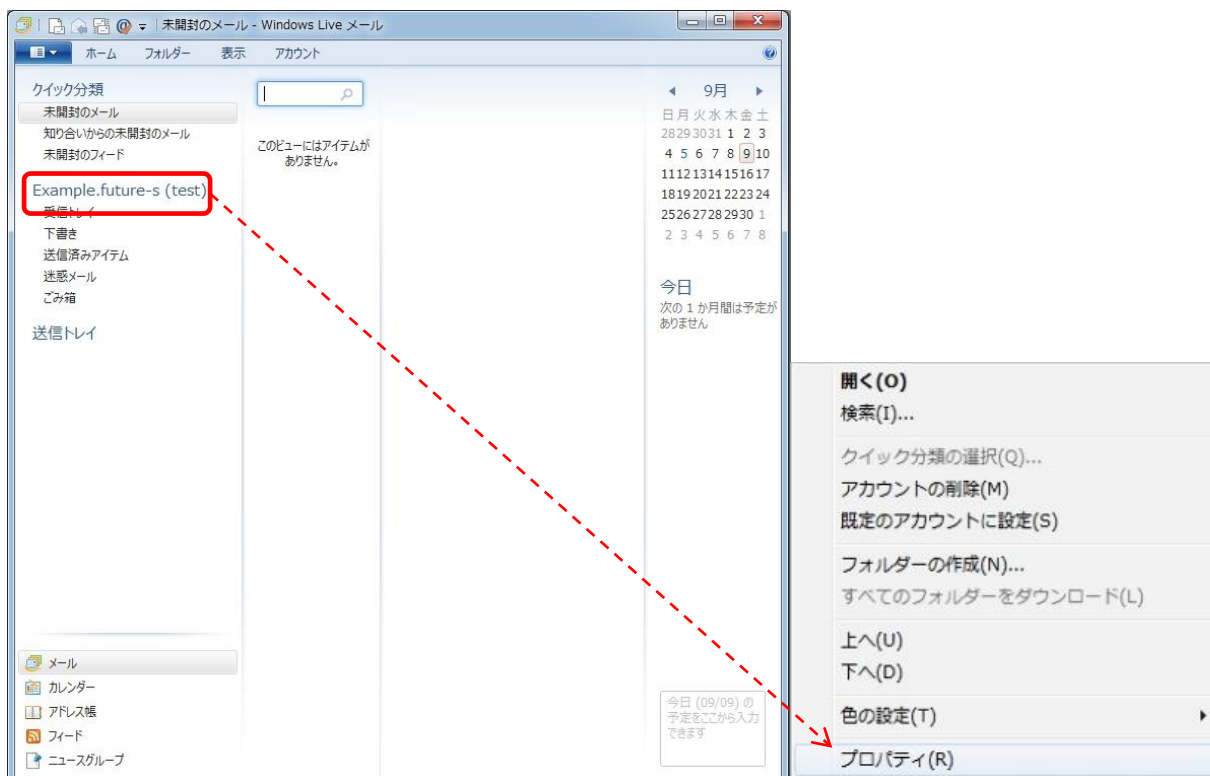 未開封のメール - Windows Live メール
ホーム フォルダー 表示 アカウント
クイック分類
未開封のメール
知り合いからの未開封のメール
未開封のフィード
Example.future-s (test)
受信トレイ
下書き
送信済みアイテム
迷惑メール
ごみ箱
送信トレイ
このビューにはアイテムが
ありません。
9月
日 月 火 水 木 金 土
28 29 30 31 1 2 3
4 5 6 7 8 9 10
11 12 13 14 15 16 17
18 19 20 21 22 23 24
25 26 27 28 29 30 1
2 3 4 5 6 7 8
今日
次の 1 か月間は予定が
ありません
今日 (09/09) の
予定をここから入力
できます
メール
カレンダー
アドレス帳
フィード
ニュースグループ
開く(O)
検索(I)...
クイック分類の選択(Q)...
アカウントの削除(M)
既定のアカウントに設定(S)
フォルダーの作成(N)...
すべてのフォルダーをダウンロード(L)
上へ(U)
下へ(D)
色の設定(T)
プロパティ(R)